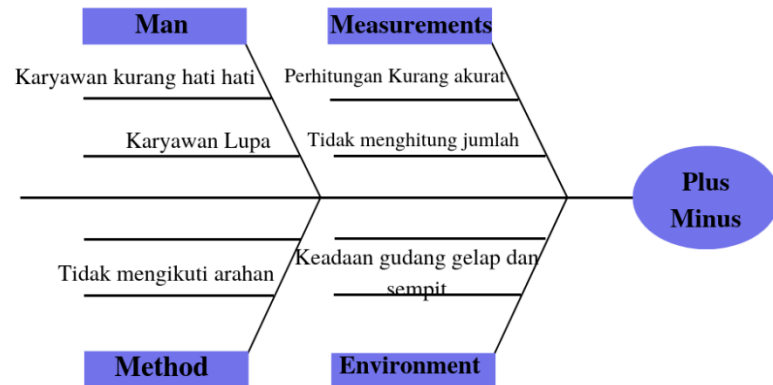 Man
Measurements
Karyawan kurang hati hati
Perhitungan Kurang akurat
Karyawan Lupa
Tidak menghitung jumlah
Plus
Minus
Tidak mengikuti arahan
Keadaan gudang gelap dan
sempit
Method
Environment